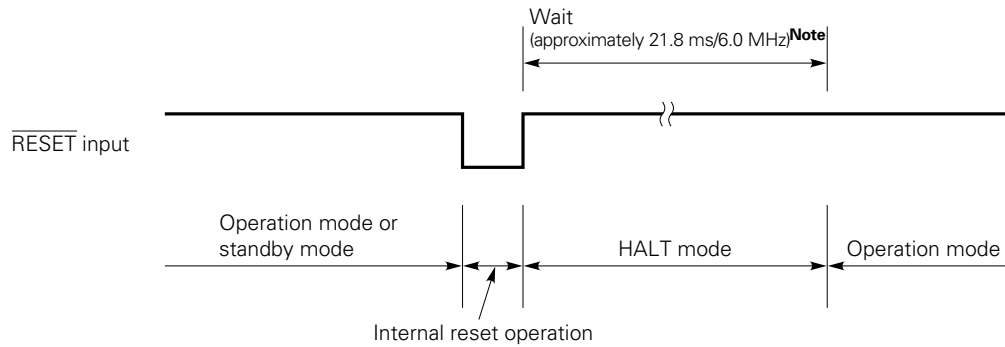 Wait
(approximately 21.8 ms/6.0 MHz)Note
RESET input
Operation mode or
standby mode
HALT mode
Operation mode
Internal reset operation